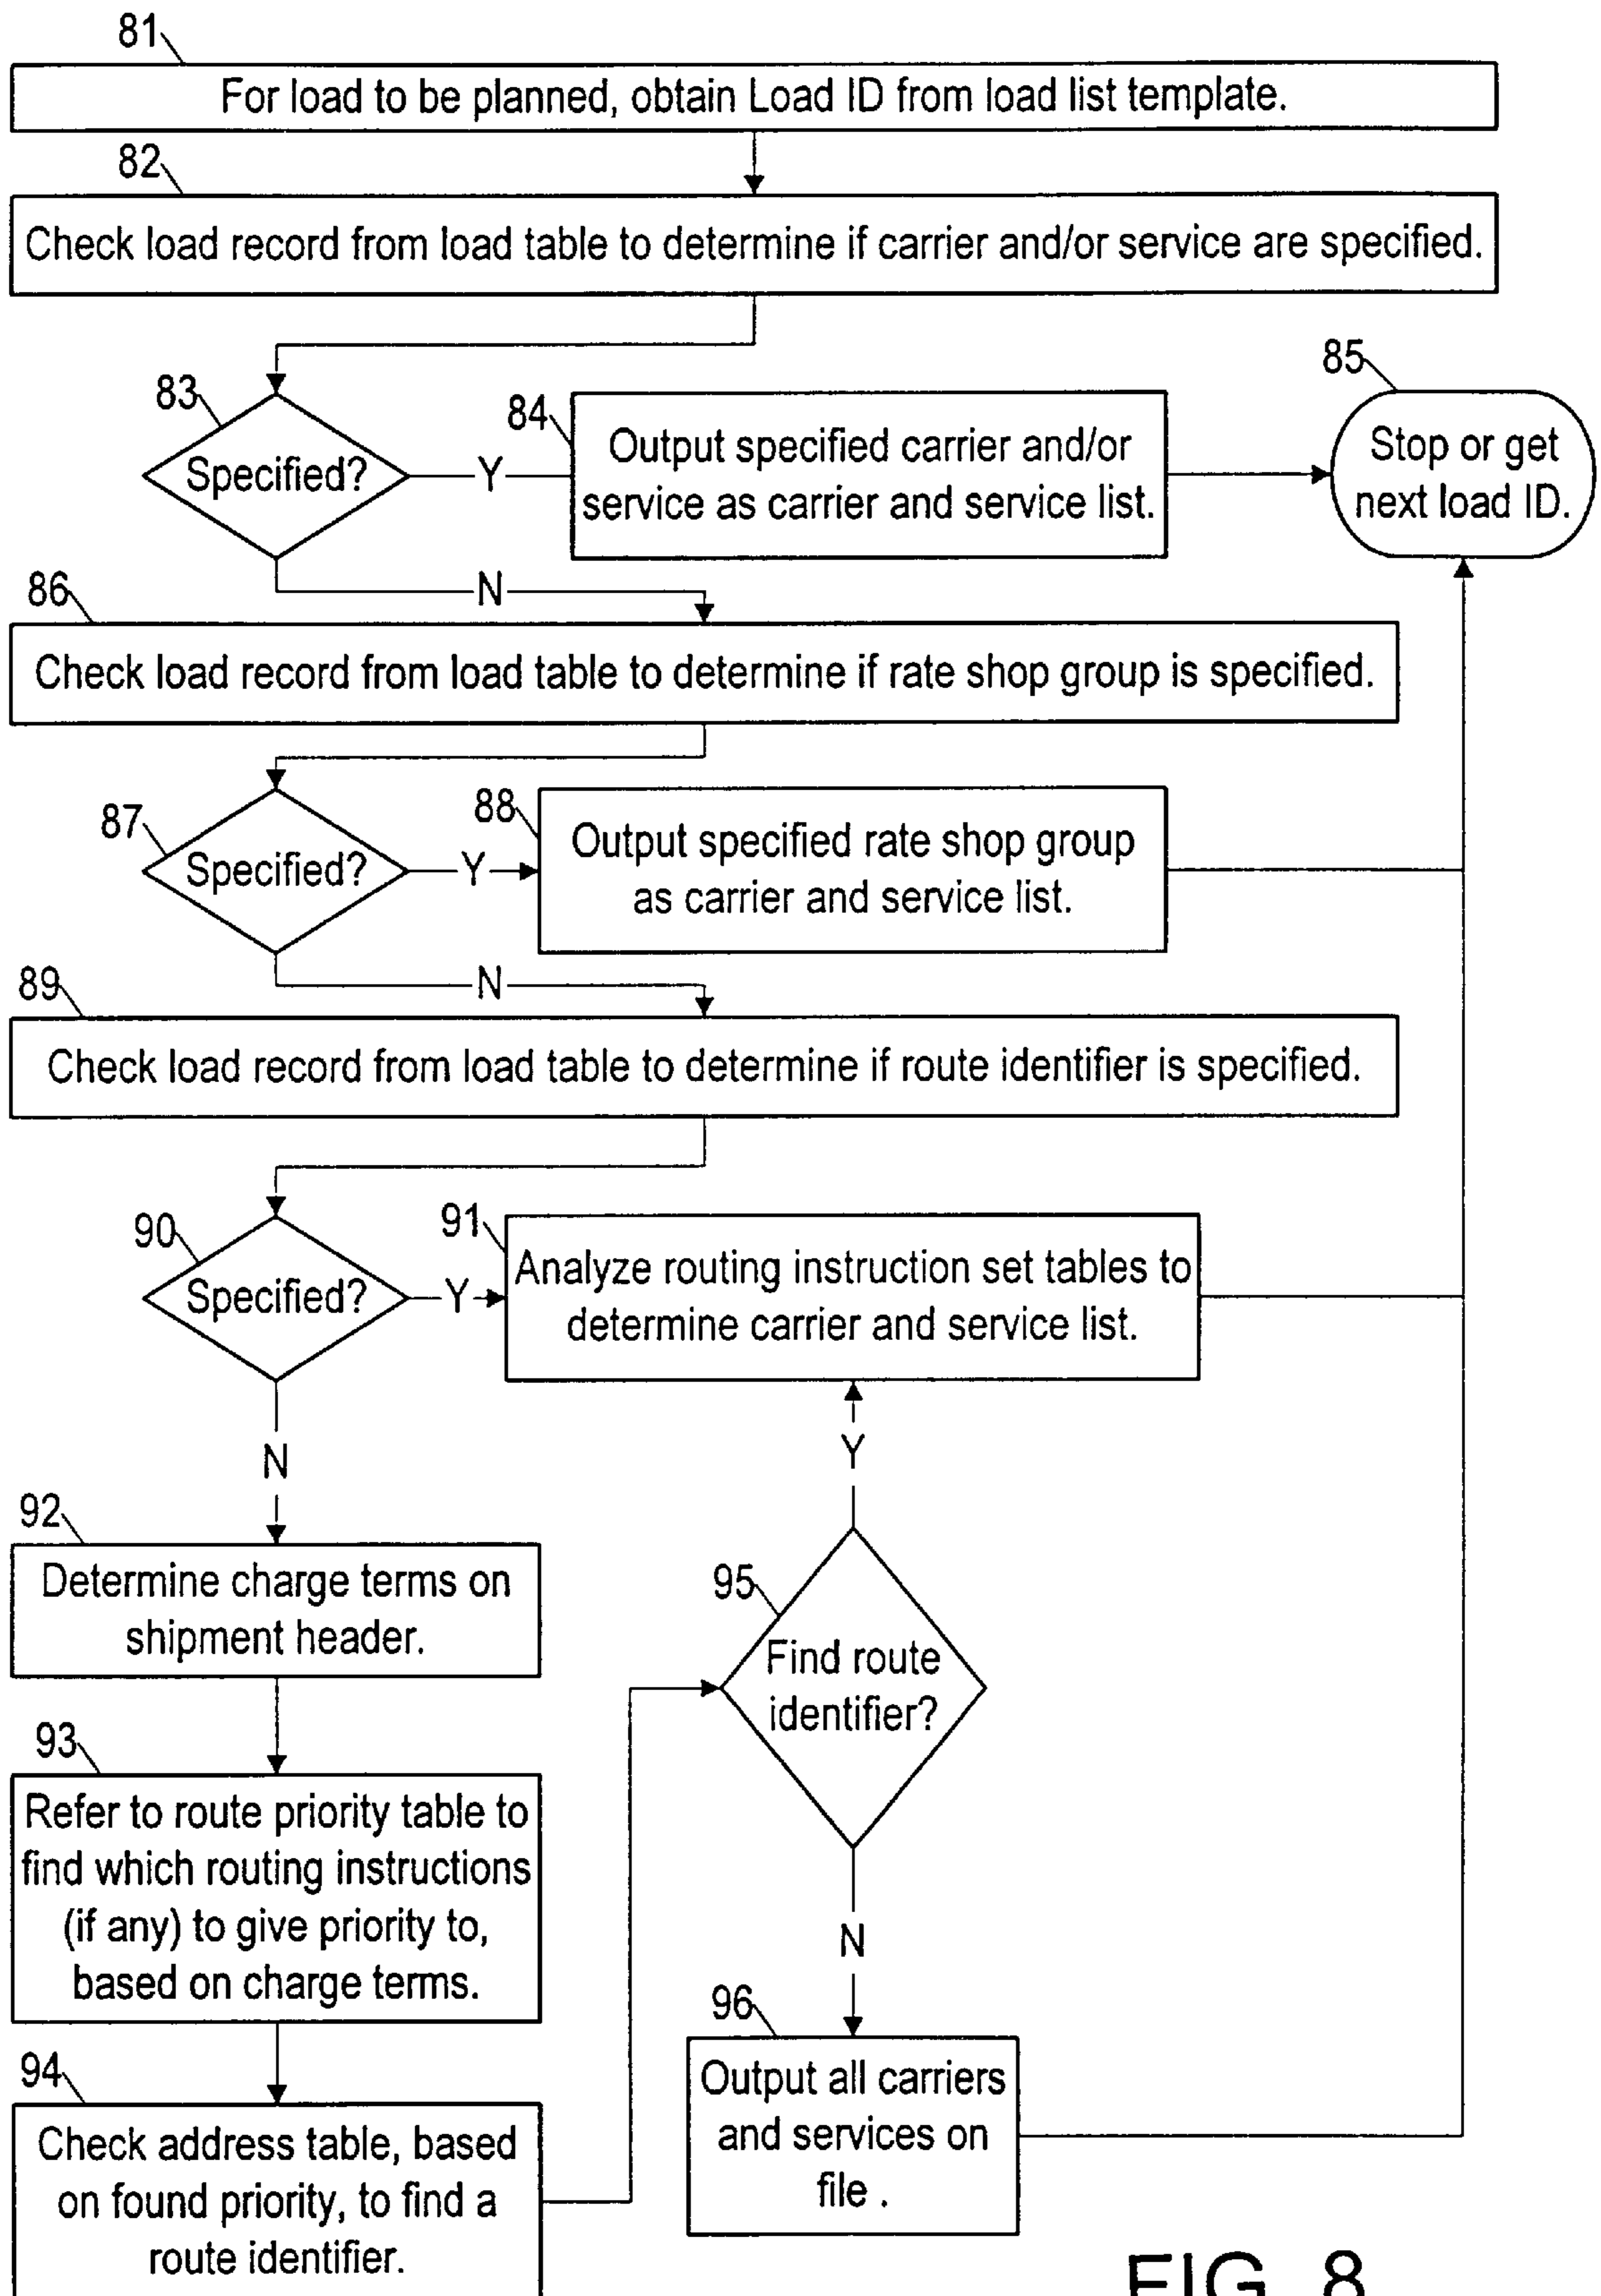 81
For load to be planned, obtain Load ID from load list template.
82
Check load record from load table to determine if carrier and/or service are specified.
83
Specified?
Y
84
Output specified carrier and/or
service as carrier and service list.
85
Stop or get
next load ID.
N
86
Check load record from load table to determine if rate shop group is specified.
87
Specified?
Y
88
Output specified rate shop group
as carrier and service list.
N
89
Check load record from load table to determine if route identifier is specified.
90
Specified?
Y
91
Analyze routing instruction set tables to
determine carrier and service list.
N
Y
92
Determine charge terms on
shipment header.
95
Find route
identifier?
93
Refer to route priority table to
find which routing instructions
(if any) to give priority to,
based on charge terms.
N
96
Output all carriers
and services on
file .
94
Check address table, based
on found priority, to find a
route identifier.
FIG. 8